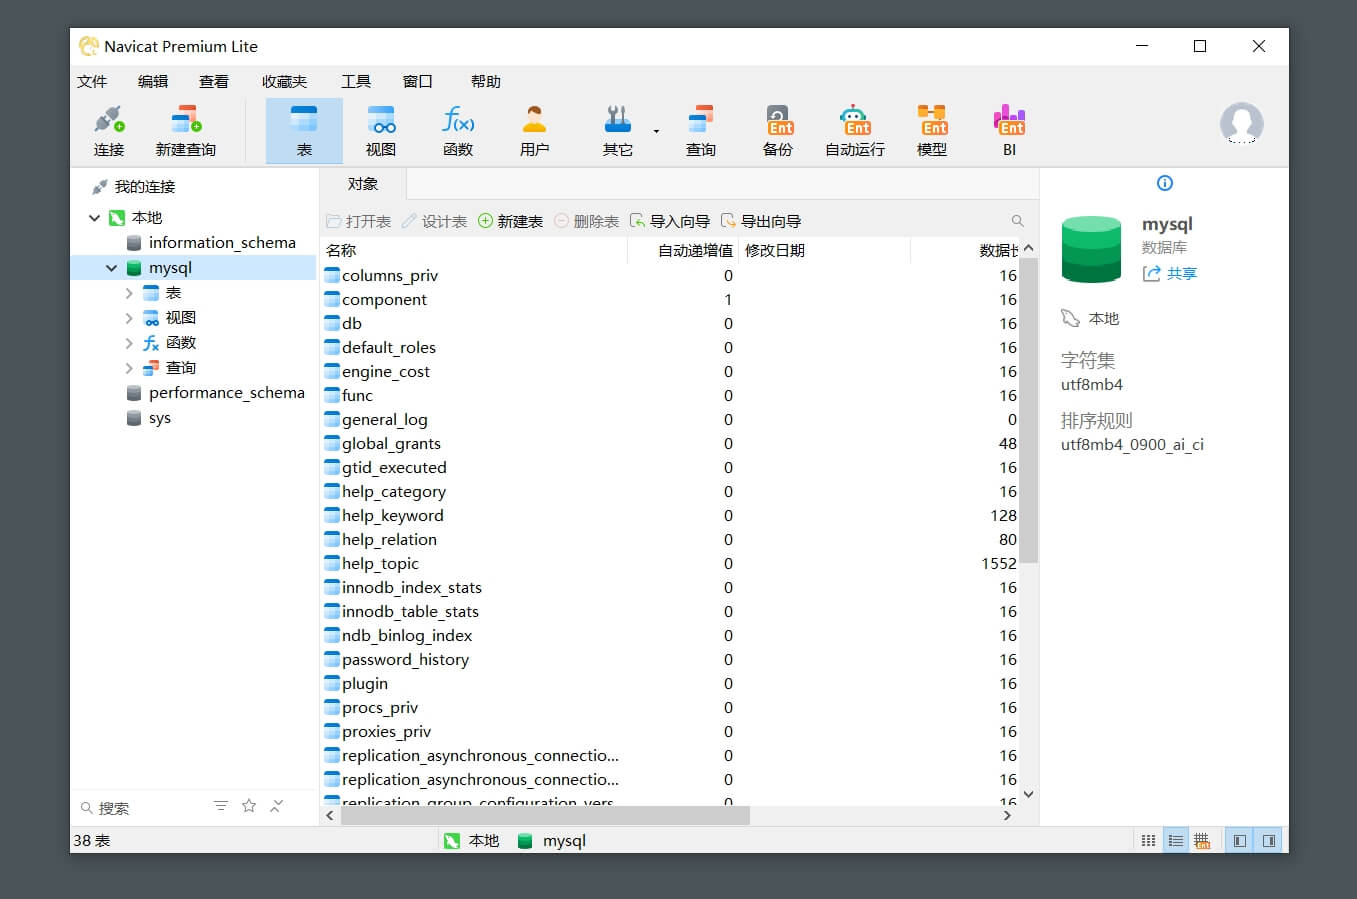 Navicat Premium Lite
文件 编辑 查看 收藏夹 工具 窗口 帮助
Ent Ent Ent Ent
连接 新建查询 表 视图 函数 用户 其它 查询 备份 自动运行 模型 BI
我的连接
本地
information_schema
mysql
表
视图
函数
查询
performance_schema
sys
搜索
对象
打开表 设计表 新建表 删除表 导入向导 导出向导
名称 自动递增值 修改日期 数据长
columns_priv 0 16
component 1 16
db 0 16
default_roles 0 16
engine_cost 0 16
func 0 16
general_log 0 0
global_grants 0 48
gtid_executed 0 16
help_category 0 16
help_keyword 0 128
help_relation 0 80
help_topic 0 1552
innodb_index_stats 0 16
innodb_table_stats 0 16
ndb_binlog_index 0 16
password_history 0 16
plugin 0 16
procs_priv 0 16
proxies_priv 0 16
replication_asynchronous_connectio... 0 16
replication_asynchronous_connectio... 0 16
replication_group_configuration_vers 0 16
mysql
数据库
共享
本地
字符集
utf8mb4
排序规则
utf8mb4_0900_ai_ci
38 表 本地 mysql Ent